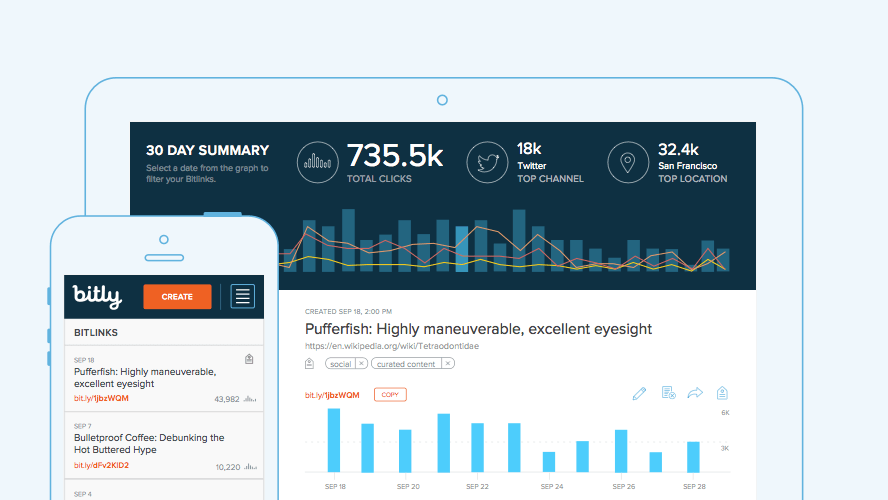 30 DAY SUMMARY
Select a date from the graph to
filter your Bitlinks.
735.5k
TOTAL CLICKS
18k
Twitter
TOP CHANNEL
32.4k
San Francisco
TOP LOCATION
bitly
CREATE
BITLINKS
SEP 18
Pufferfish: Highly maneuverable,
excellent eyesight
bit.ly/1jbzWQM
43,982
SEP 7
Bulletproof Coffee: Debunking the
Hot Buttered Hype
bit.ly/dFv2KID2
10,220
SEP 4
CREATED SEP 18, 2:00 PM
Pufferfish: Highly maneuverable, excellent eyesight
https://en.wikipedia.org/wiki/Tetraodontidae
social ×
curated content ×
bit.ly/1jbzWQM
COPY
6K
3K
SEP 18 SEP 20 SEP 22 SEP 24 SEP 26 SEP 28